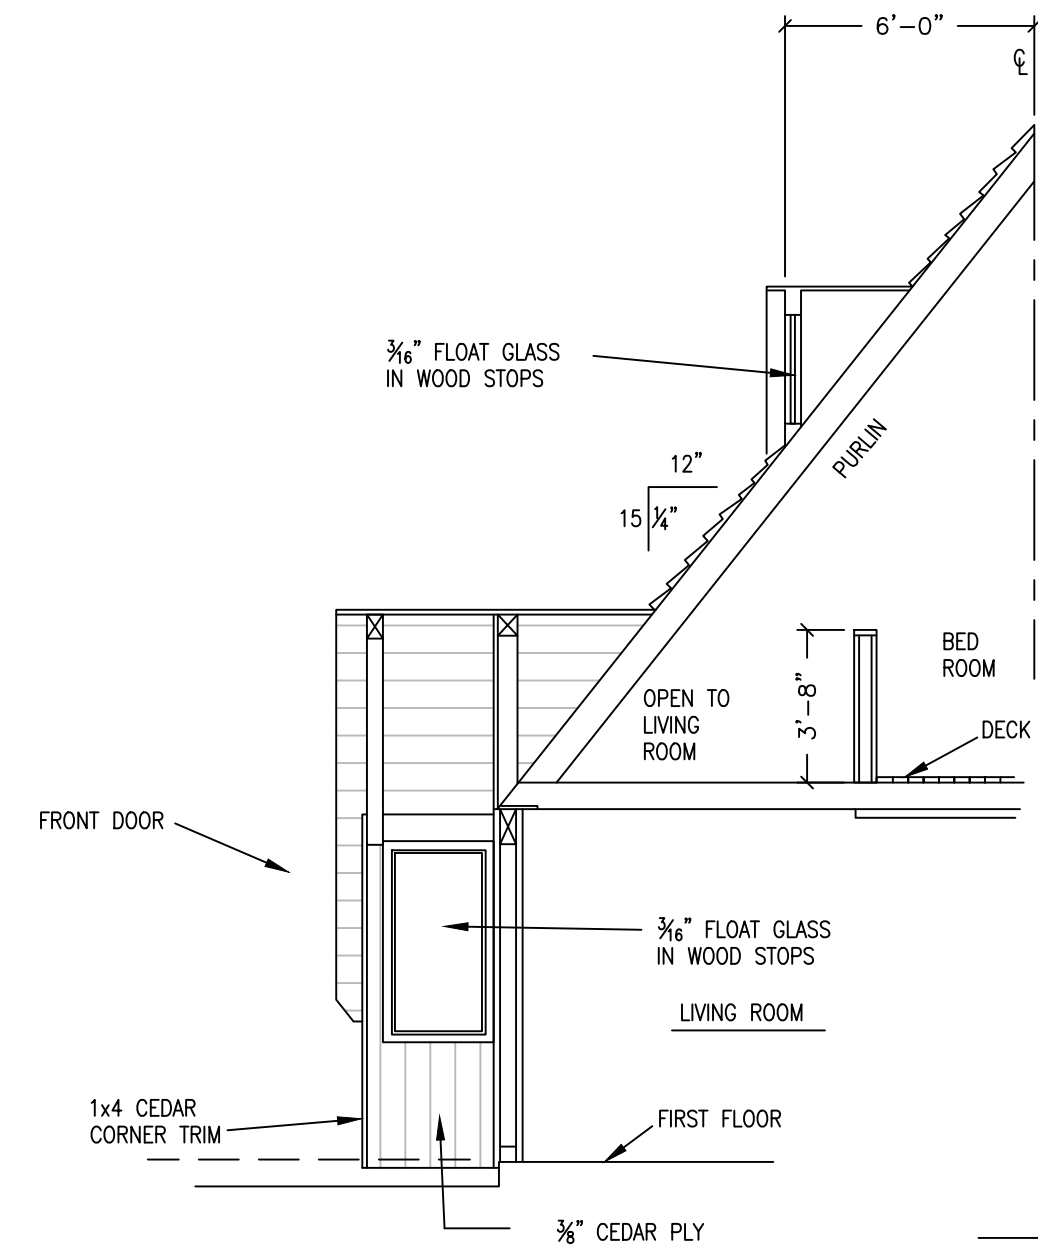 6'-0"
℄
3/16" FLOAT GLASS
IN WOOD STOPS
PURLIN
12"
15 1/4"
BED
ROOM
OPEN TO
LIVING
ROOM
3'-8"
DECK
FRONT DOOR
3/16" FLOAT GLASS
IN WOOD STOPS
LIVING ROOM
1x4 CEDAR
CORNER TRIM
FIRST FLOOR
3/8" CEDAR PLY